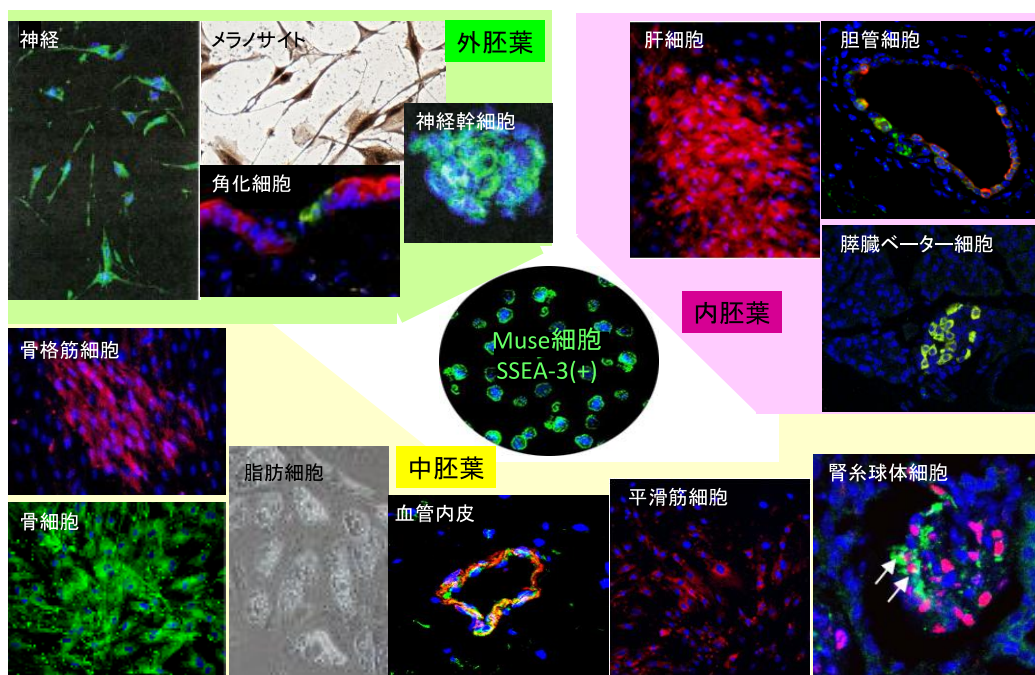 神経
メラノサイト
外胚葉
神経幹細胞
角化細胞
肝細胞
胆管細胞
膵臓ベーター細胞
内胚葉
Muse細胞
SSEA-3(+)
骨格筋細胞
骨細胞
脂肪細胞
中胚葉
血管内皮
平滑筋細胞
腎糸球体細胞